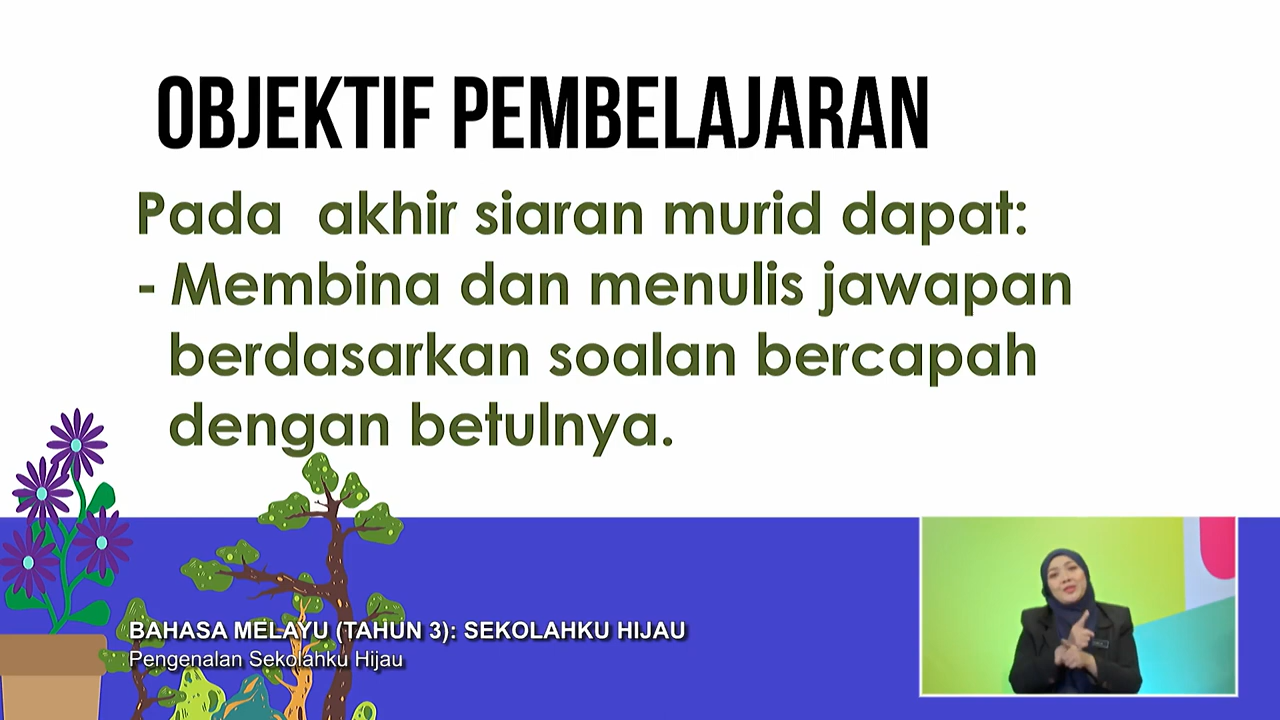 OBJEKTIF PEMBELAJARAN
Pada akhir siaran murid dapat:
- Membina dan menulis jawapan
berdasarkan soalan bercapah
dengan betulnya.
BAHASA MELAYU (TAHUN 3): SEKOLAHKU HIJAU
Pengenalan Sekolahku Hijau